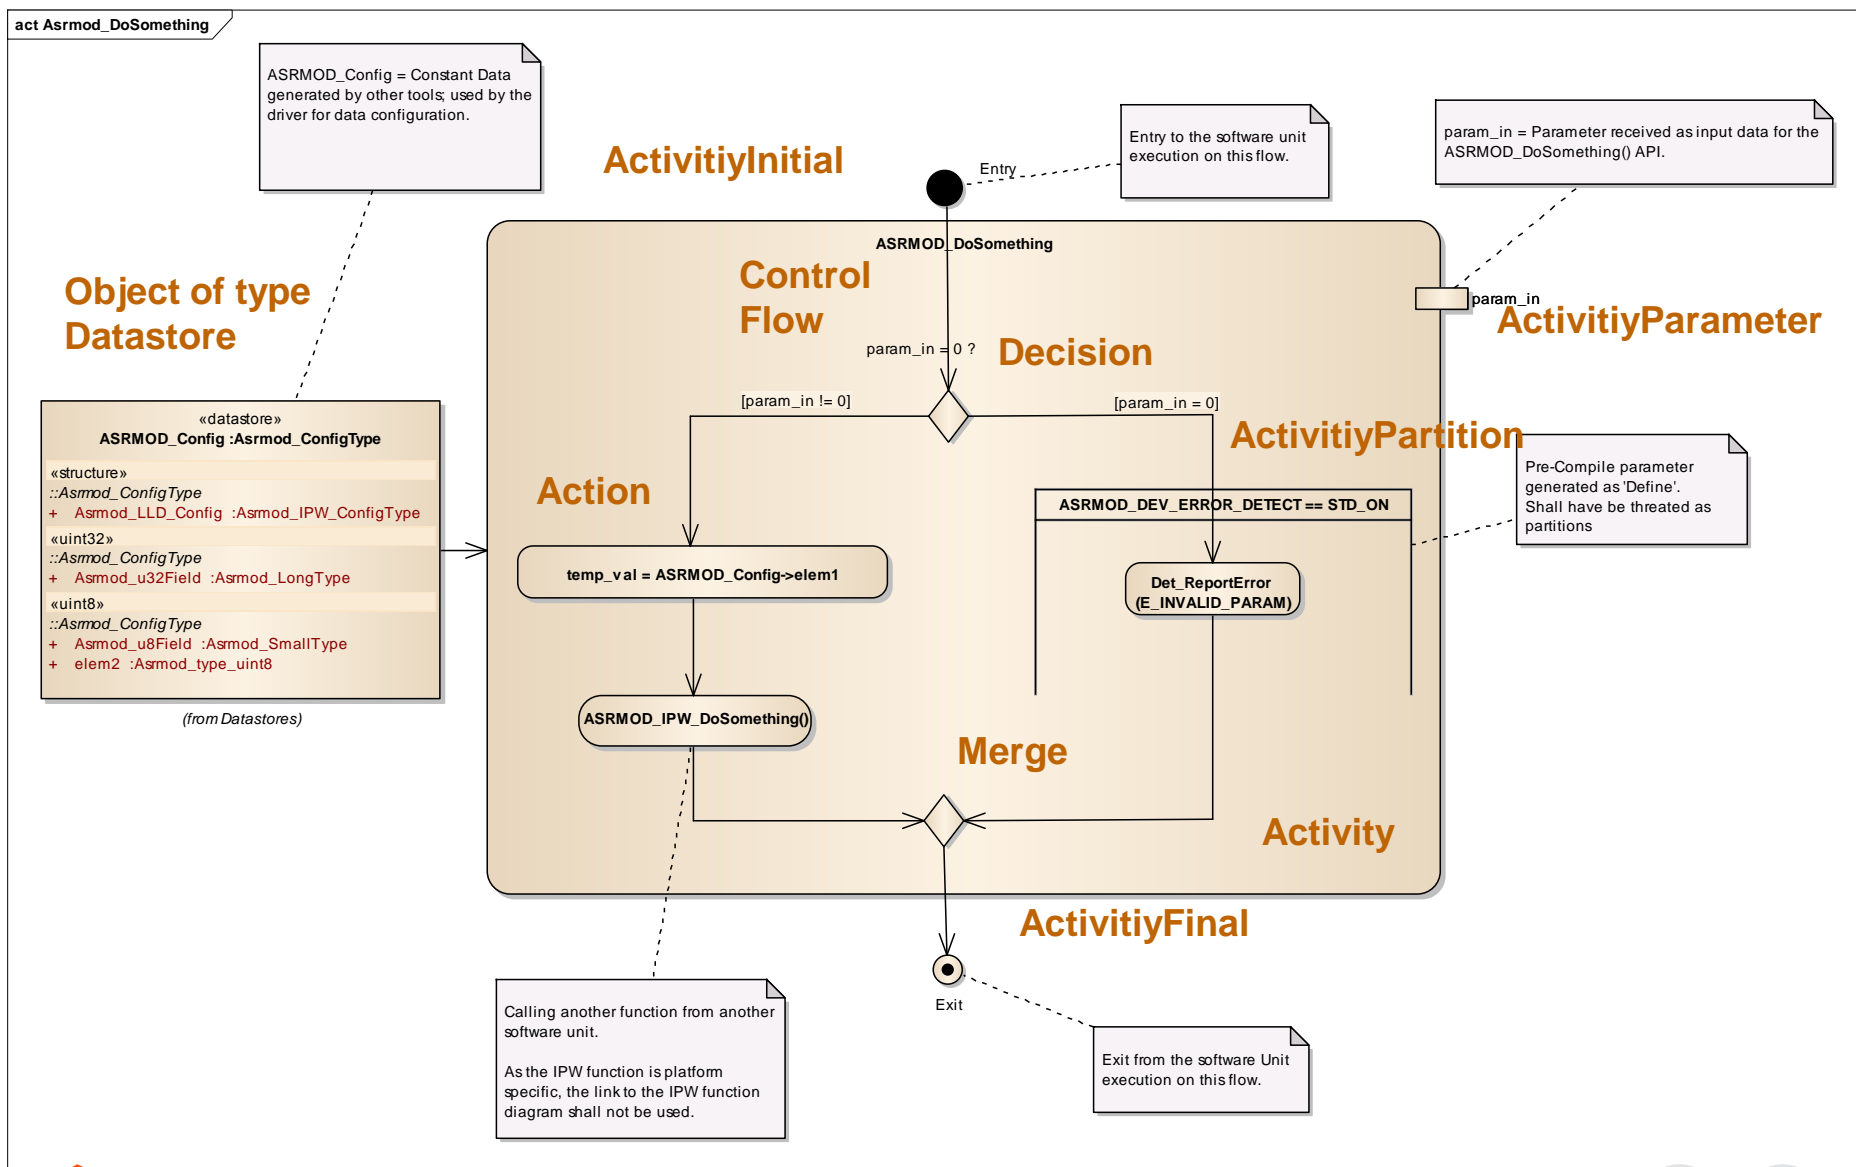 act Asrmod_DoSomething
ASRMOD_Config = Constant Data
generated by other tools; used by the
driver for data configuration.
Entry to the software unit
execution on this flow.
param_in = Parameter received as input data for the
ASRMOD_DoSomething() API.
ActivitiyInitial
Entry
ASRMOD_DoSomething
Object of type
Datastore
Control
Flow
param_in
ActivitiyParameter
param_in = 0 ?
Decision
[param_in != 0]
[param_in = 0]
«datastore»
ASRMOD_Config :Asrmod_ConfigType
«structure»
::Asrmod_ConfigType
+ Asrmod_LLD_Config :Asrmod_IPW_ConfigType
«uint32»
::Asrmod_ConfigType
+ Asrmod_u32Field :Asrmod_LongType
«uint8»
::Asrmod_ConfigType
+ Asrmod_u8Field :Asrmod_SmallType
+ elem2 :Asrmod_type_uint8
(from Datastores)
ActivitiyPartition
Pre-Compile parameter
generated as 'Define'.
Shall have be threated as
partitions
Action
ASRMOD_DEV_ERROR_DETECT == STD_ON
temp_val = ASRMOD_Config->elem1
Det_ReportError
(E_INVALID_PARAM)
ASRMOD_IPW_DoSomething()
Merge
Activity
ActivitiyFinal
Exit
Calling another function from another
software unit.
As the IPW function is platform
specific, the link to the IPW function
diagram shall not be used.
Exit from the software Unit
execution on this flow.